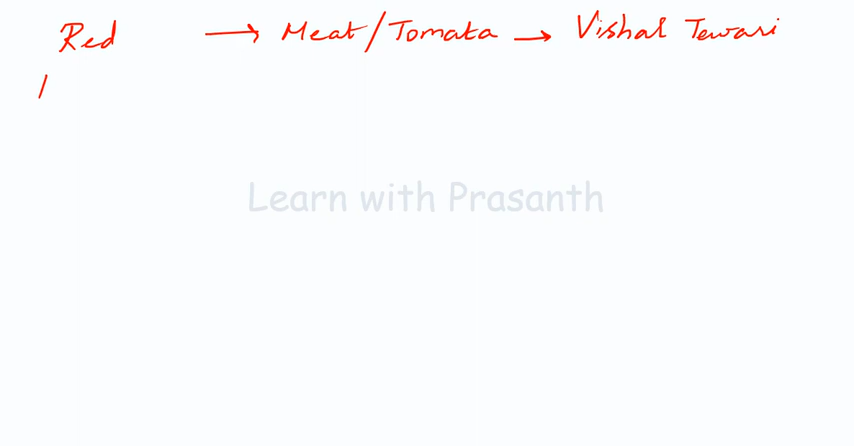 Red → Meat/Tomata → Vishal Tewari
Learn with Prasanth